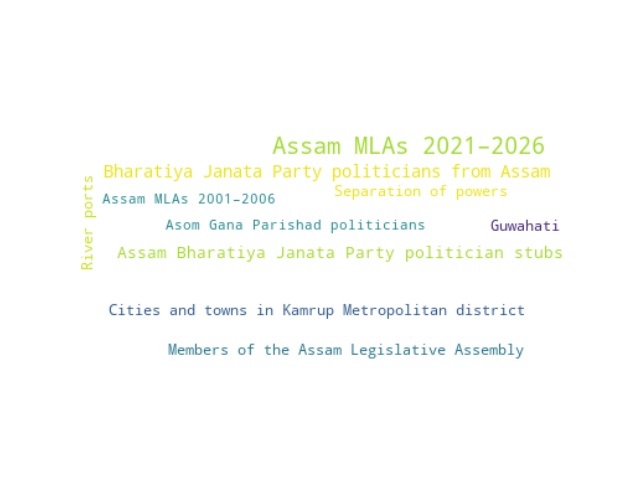 Assam MLAs 2021–2026
Bharatiya Janata Party politicians from Assam
Separation of powers
Assam MLAs 2001–2006
River ports
Asom Gana Parishad politicians
Guwahati
Assam Bharatiya Janata Party politician stubs
Cities and towns in Kamrup Metropolitan district
Members of the Assam Legislative Assembly